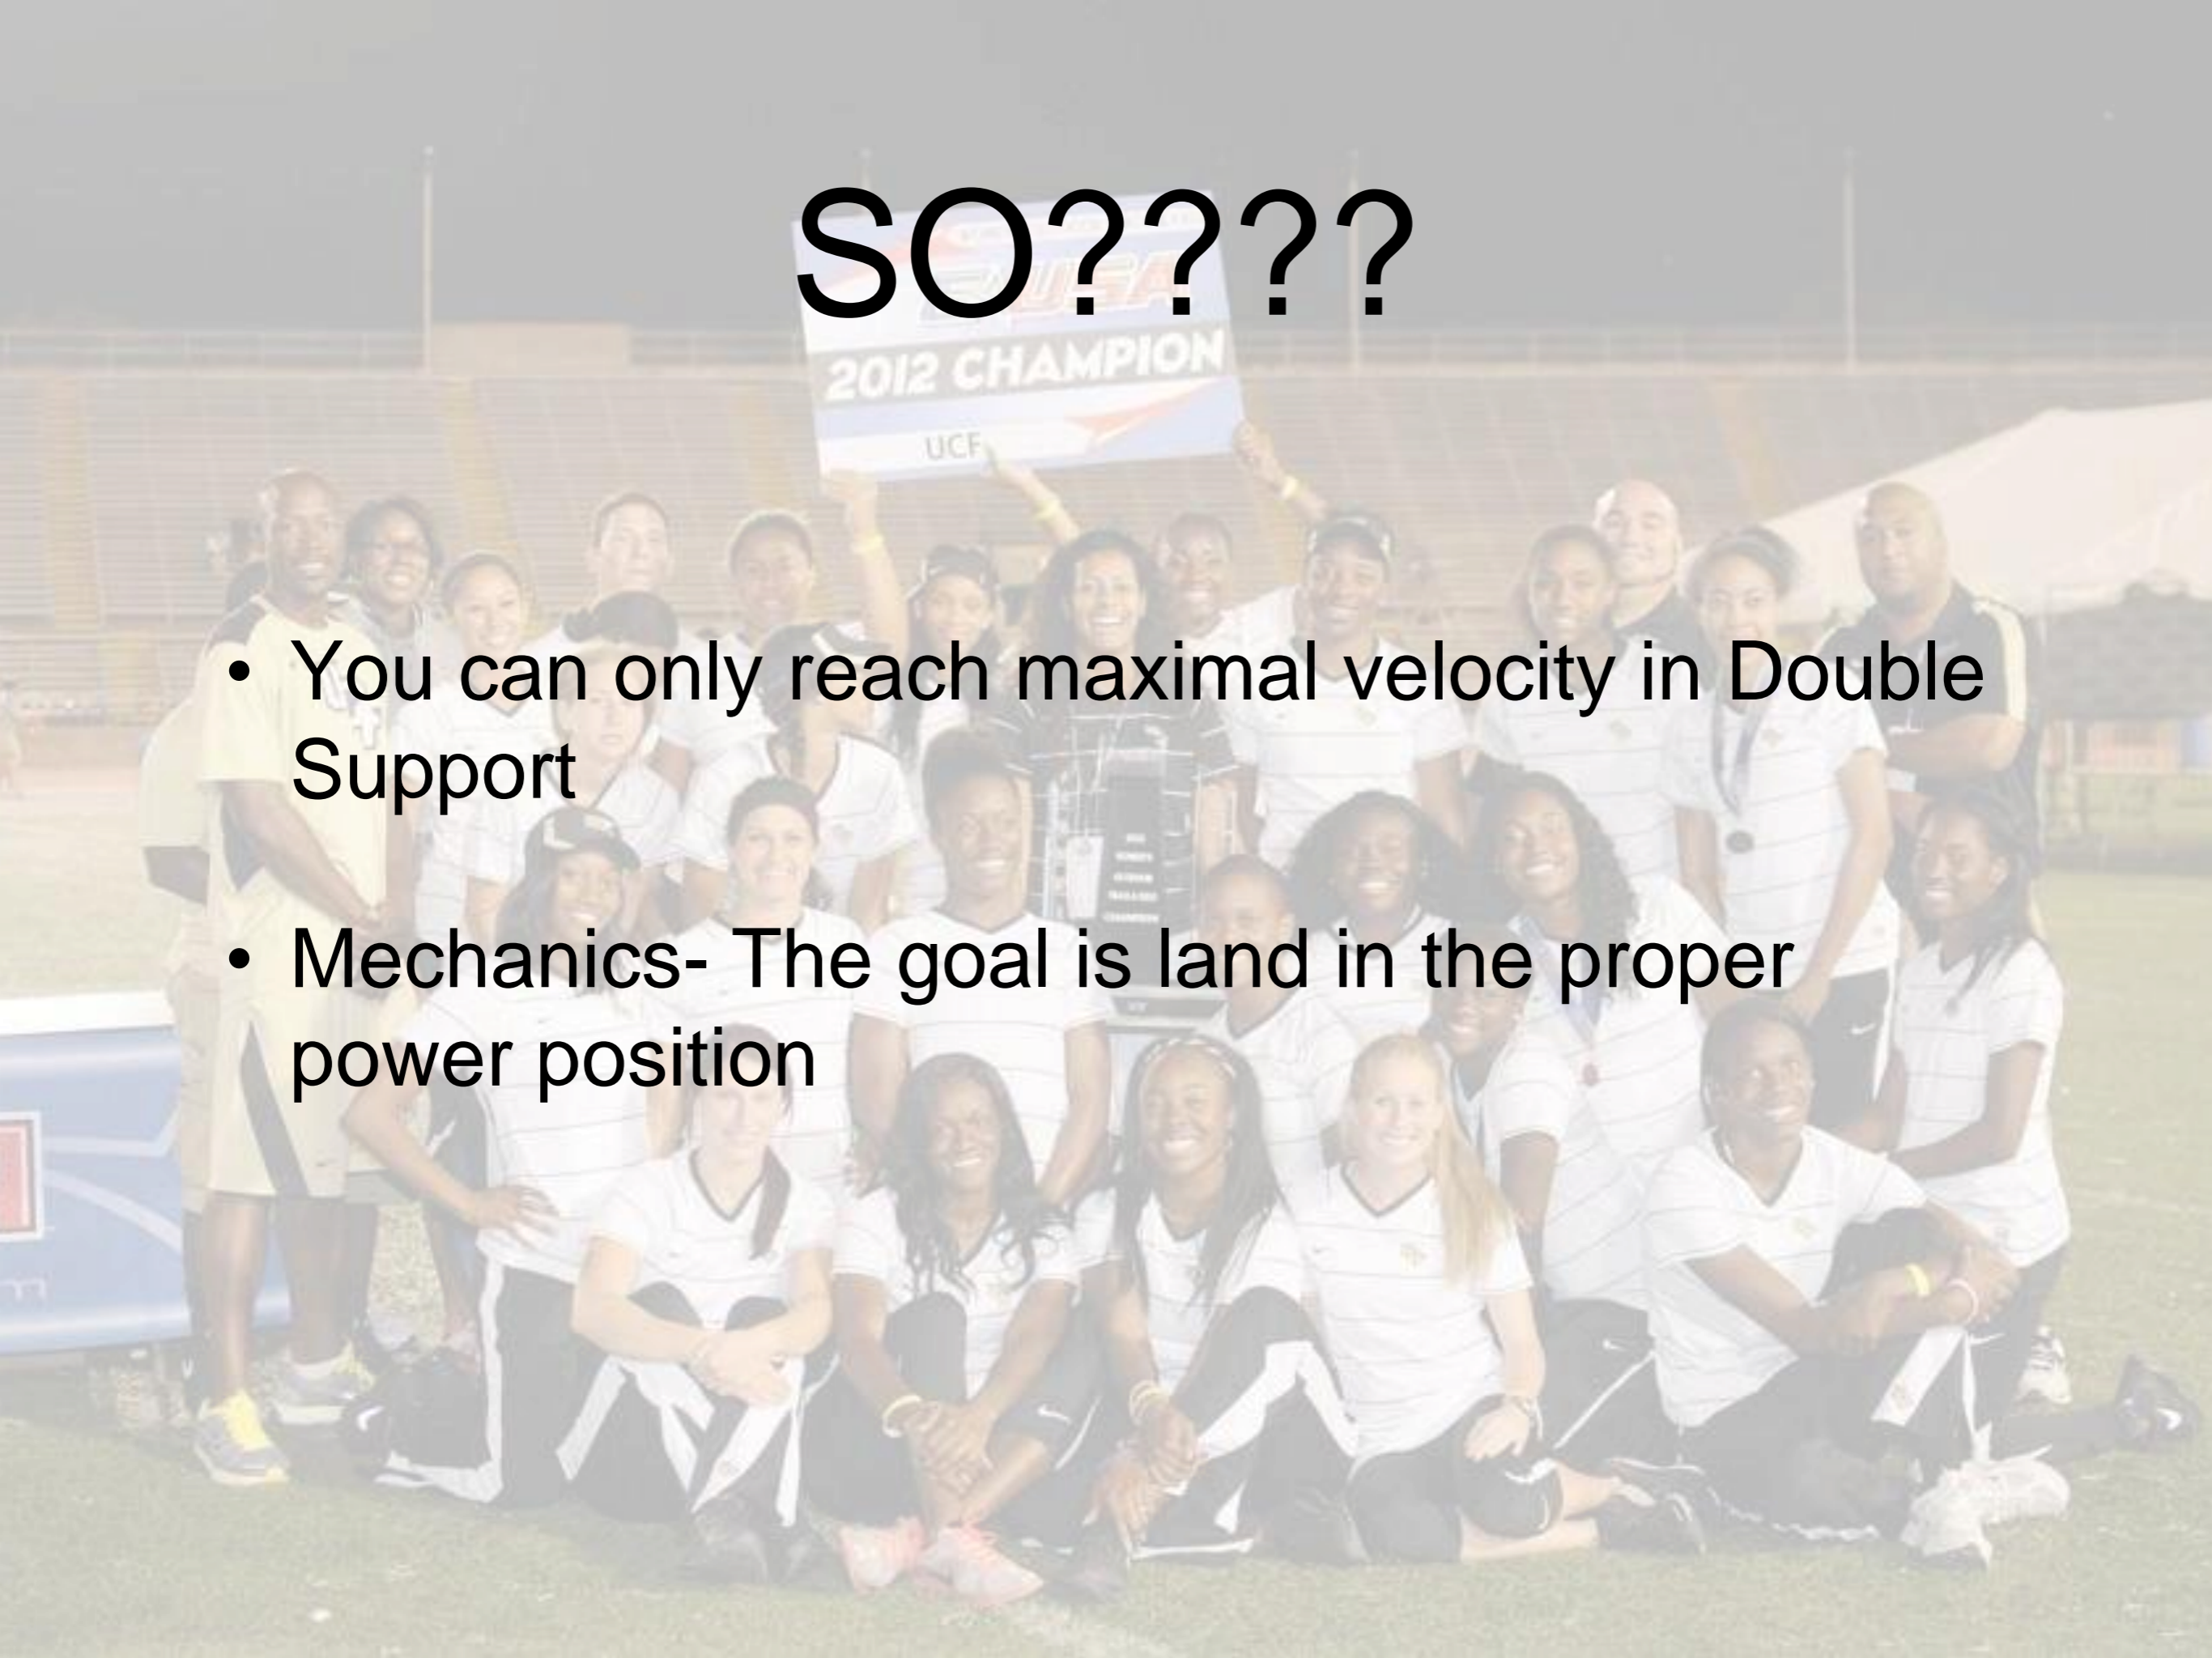 SO????
USA
2012 CHAMPION
UCF
• You can only reach maximal velocity in Double
Support
• Mechanics- The goal is land in the proper
power position